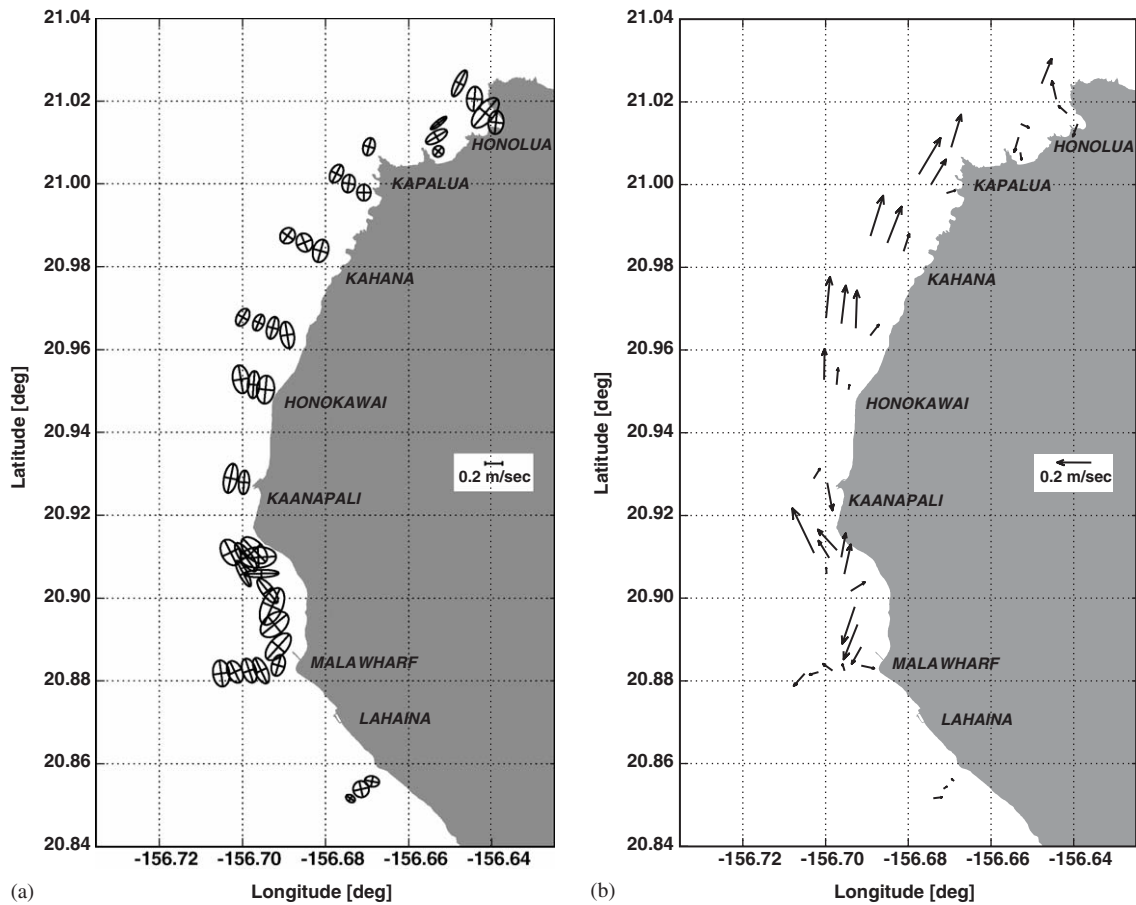 21.04
21.02
21.00
20.98
20.96
20.94
20.92
20.90
20.88
20.86
20.84
Latitude [deg]
HONOLUA
KAPALUA
KAHANA
HONOKAWAI
0.2 m/sec
KAANAPALI
MALAWHARF
LAHAINA
-156.72 -156.70 -156.68 -156.66 -156.64
Longitude [deg]
(a)
21.04
21.02
21.00
20.98
20.96
20.94
20.92
20.90
20.88
20.86
20.84
Latitude [deg]
HONOLUA
KAPALUA
KAHANA
HONOKAWAI
0.2 m/sec
KAANAPALI
MALAWHARF
LAHAINA
-156.72 -156.70 -156.68 -156.66 -156.64
Longitude [deg]
(b)